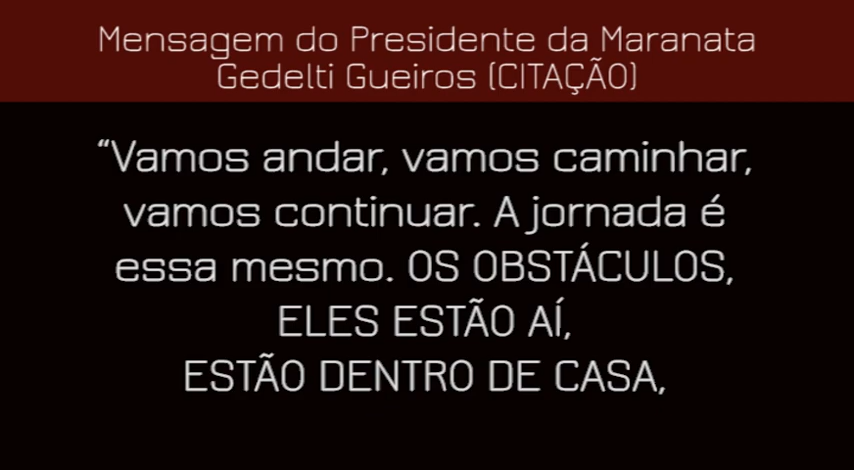 Mensagem do Presidente da Maranata
Gedelti Gueiros (CITAÇÃO)
“Vamos andar, vamos caminhar,
vamos continuar. A jornada é
essa mesmo. OS OBSTÁCULOS,
ELES ESTÃO AÍ,
ESTÃO DENTRO DE CASA,